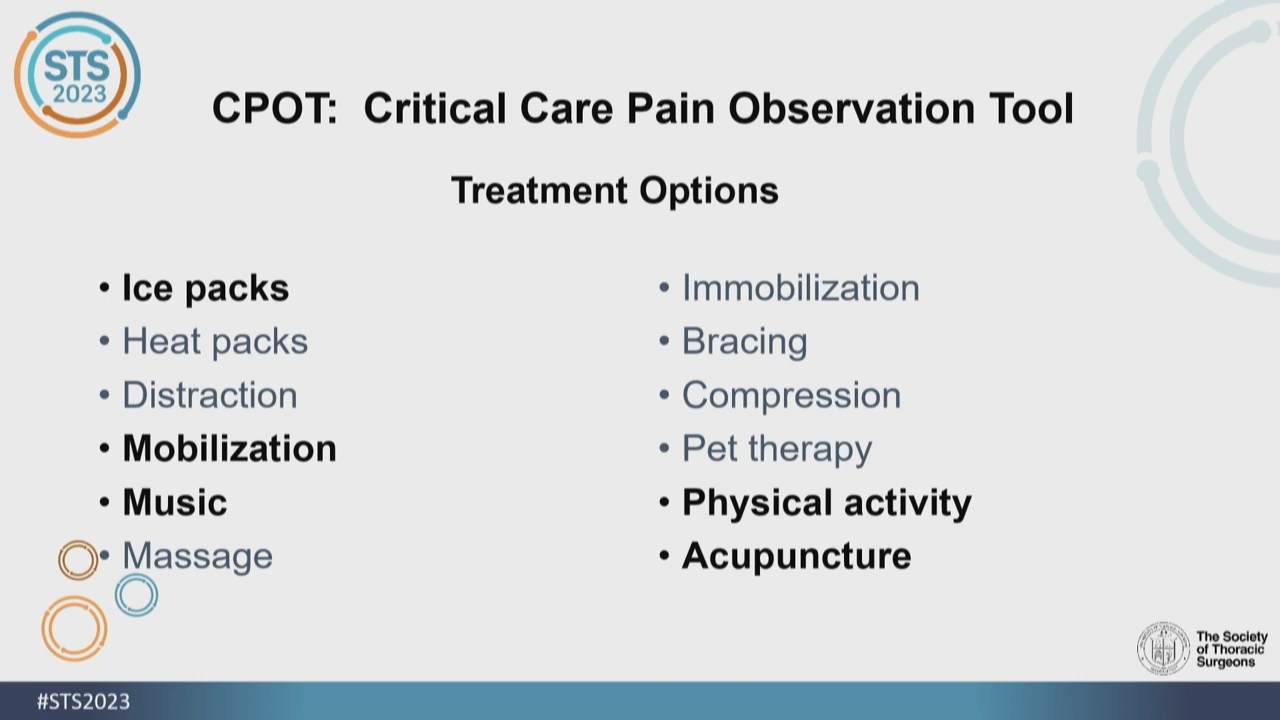 STS
2023
CPOT: Critical Care Pain Observation Tool
Treatment Options
• Ice packs
• Heat packs
• Distraction
• Mobilization
• Music
• Massage
• Immobilization
• Bracing
• Compression
• Pet therapy
• Physical activity
• Acupuncture
The Society
of Thoracic
Surgeons
#STS2023